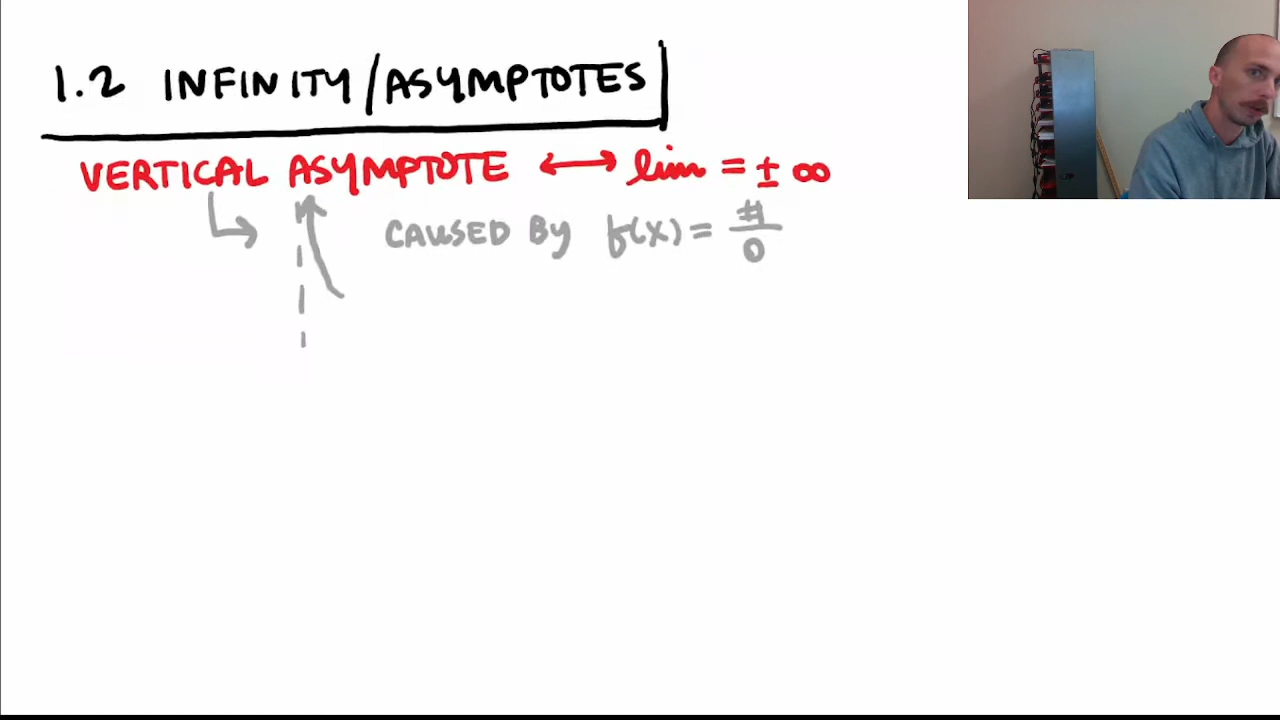 1.2 INFINITY/ASYMPTOTES
VERTICAL ASYMPTOTE ↔ lim = ± ∞
CAUSED BY f(x) = #/0